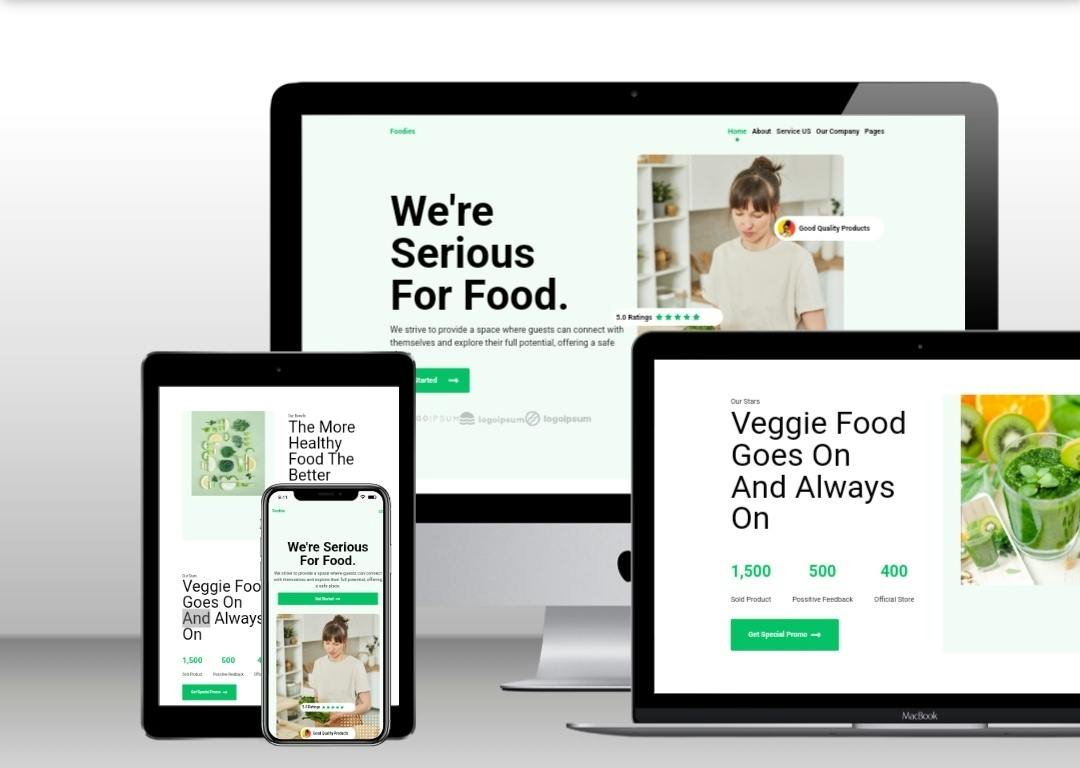 Foodies
Home About Service US Our Company Pages
We're
Serious
For Food.
Good Quality Products
5.0 Ratings
We strive to provide a space where guests can connect with
themselves and explore their full potential, offering a safe
Started
logoipsum logoipsum
Our Stars
Veggie Food
Goes On
And Always
On
1,500 500 400
Sold Product Possitive Feedback Official Store
Get Special Promo
MacBook
The More
Healthy
Food The
Better
Our Stars
Veggie Foo
Goes On
And Always
On
1,500 500 4
Sold Product Possitive Feedback
Get Special Promo
Foodies
We're Serious
For Food.
We strive to provide a space where guests can connect
with themselves and explore their full potential, offering
a safe place.
Get Started
5.0 Ratings
Good Quality Products